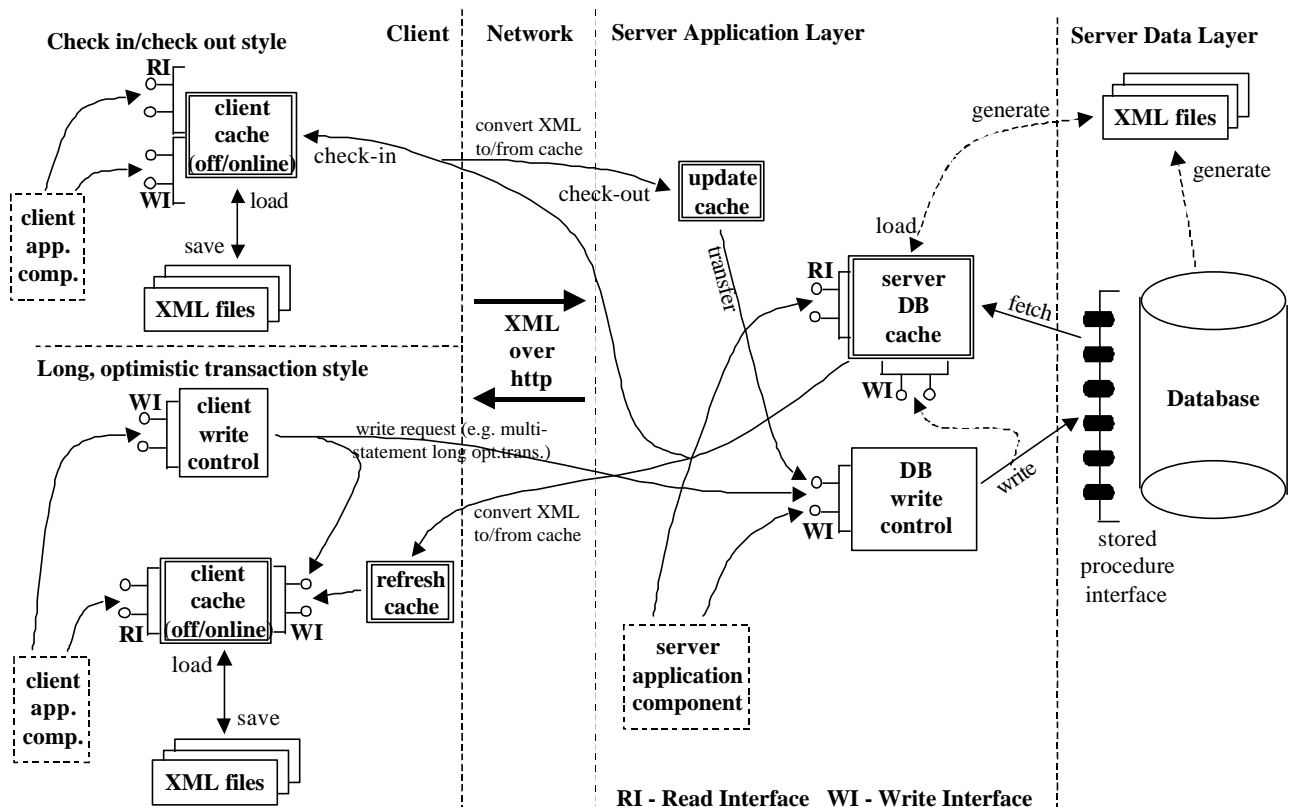 Check in/check out style
Client
Network
Server Application Layer
Server Data Layer
RI
client
cache
(off/online)
WI
client
app.
comp.
load
save
XML files
check-in
convert XML
to/from cache
check-out
update
cache
transfer
generate
XML files
generate
load
RI
server
DB
cache
WI
fetch
Database
XML
over
http
Long, optimistic transaction style
WI
client
write
control
write request (e.g. multi-
statement long opt.trans.)
convert XML
to/from cache
DB
write
control
WI
write
stored
procedure
interface
client
cache
(off/online)
RI
WI
refresh
cache
client
app.
comp.
load
save
XML files
server
application
component
RI - Read Interface WI - Write Interface